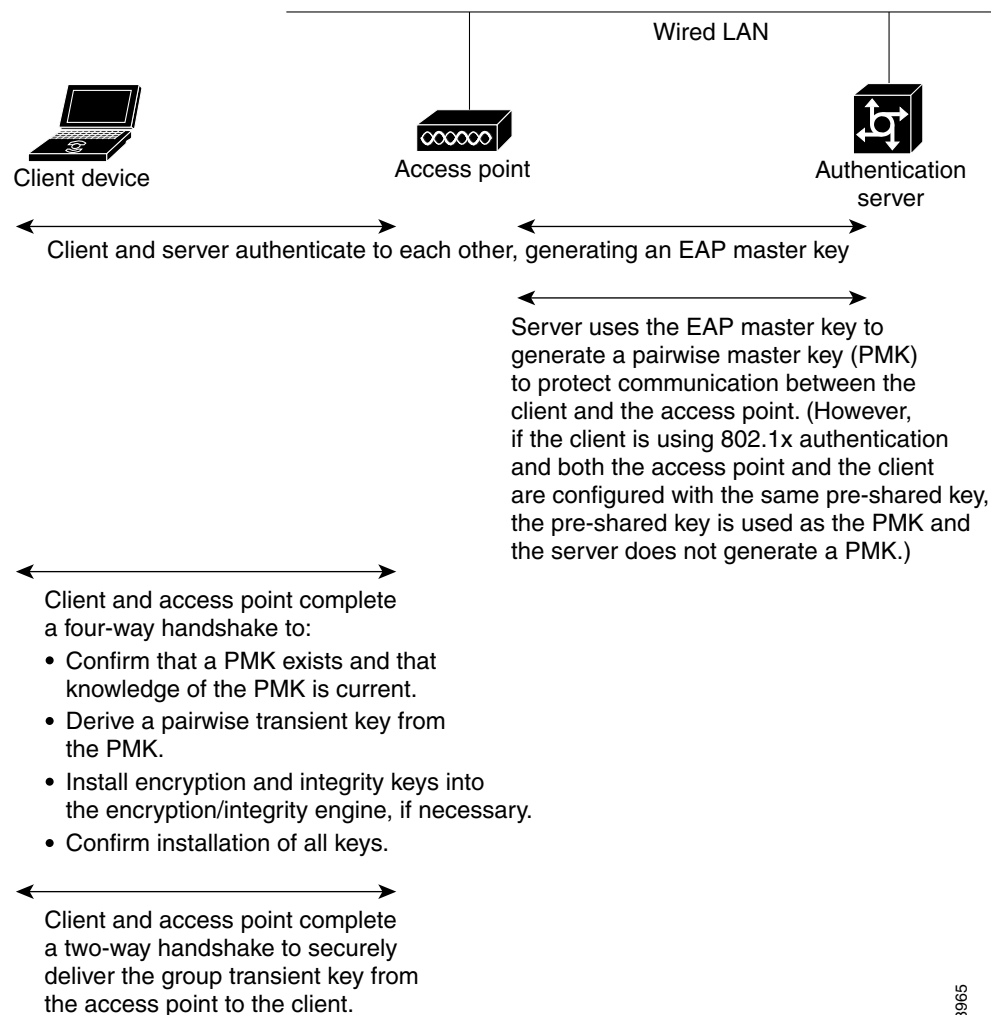 Wired LAN
Client device
Access point
Authentication
server
Client and server authenticate to each other, generating an EAP master key
Server uses the EAP master key to
generate a pairwise master key (PMK)
to protect communication between the
client and the access point. (However,
if the client is using 802.1x authentication
and both the access point and the client
are configured with the same pre-shared key,
the pre-shared key is used as the PMK and
the server does not generate a PMK.)
Client and access point complete
a four-way handshake to:
• Confirm that a PMK exists and that
knowledge of the PMK is current.
• Derive a pairwise transient key from
the PMK.
• Install encryption and integrity keys into
the encryption/integrity engine, if necessary.
• Confirm installation of all keys.
Client and access point complete
a two-way handshake to securely
deliver the group transient key from
the access point to the client.